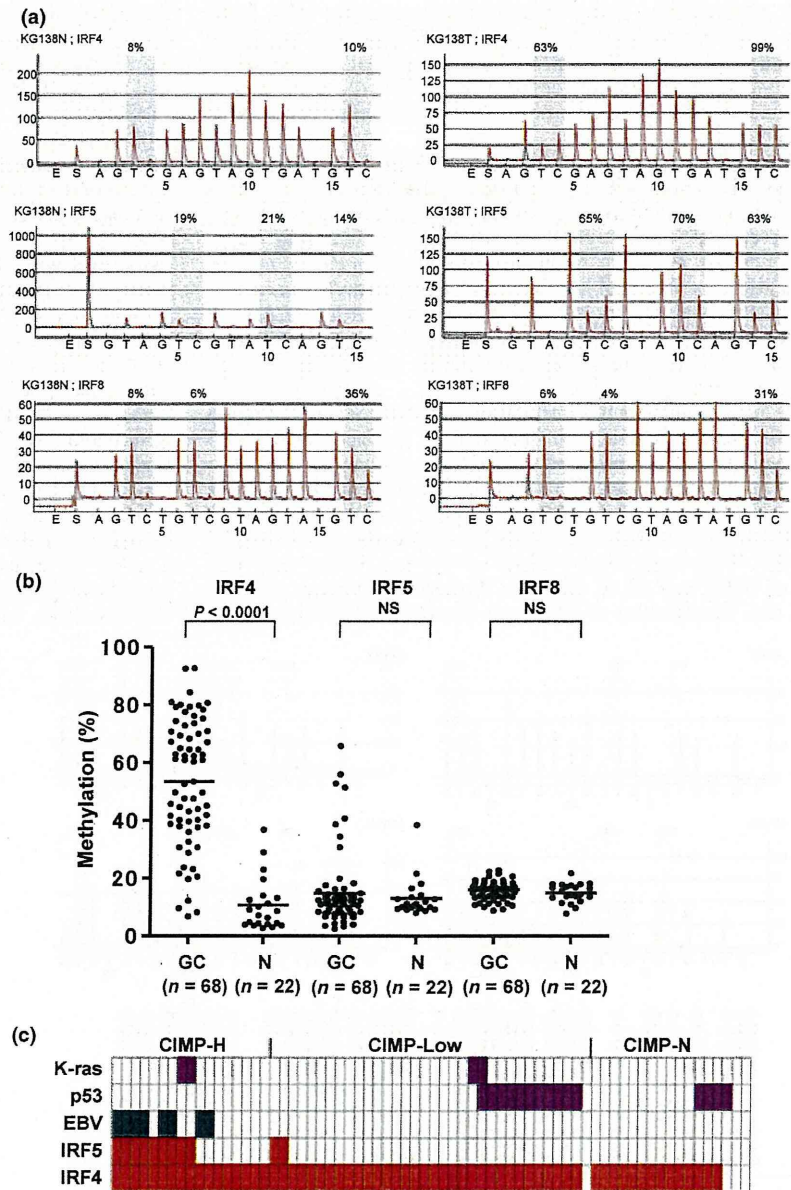 (a)
KG138N ; IRF4
8%
10%
200
150
100
50
0
E S A G T C G A G T A G T G A T G A G T C
5 10 15
KG138T ; IRF4
63%
99%
150
125
100
75
50
25
0
5 10 15
KG138N ; IRF5
19% 21% 14%
1000
800
600
400
200
0
E S G T A G T C G T A T C A G T C
5 10 15
KG138T ; IRF5
65% 70% 63%
150
125
100
75
50
25
0
E S G T A G T C G T A T C A G T C
5 10 15
KG138N ; IRF8
8% 6% 36%
60
50
40
30
20
10
0
E S A G T C T G T C G T A G T A T G T C
5 10 15
KG138T ; IRF8
6% 4% 31%
60
50
40
30
20
10
0
E S A G T C T G T C G T A G T A T G T C
5 10 15
(b)
IRF4 IRF5 IRF8
P < 0.0001 NS NS
Methylation (%)
100
80
60
40
20
0
GC N GC N GC N
(n = 68) (n = 22) (n = 68) (n = 22) (n = 68) (n = 22)
(c)
CIMP-H CIMP-Low CIMP-N
K-ras
p53
EBV
IRF5
IRF4